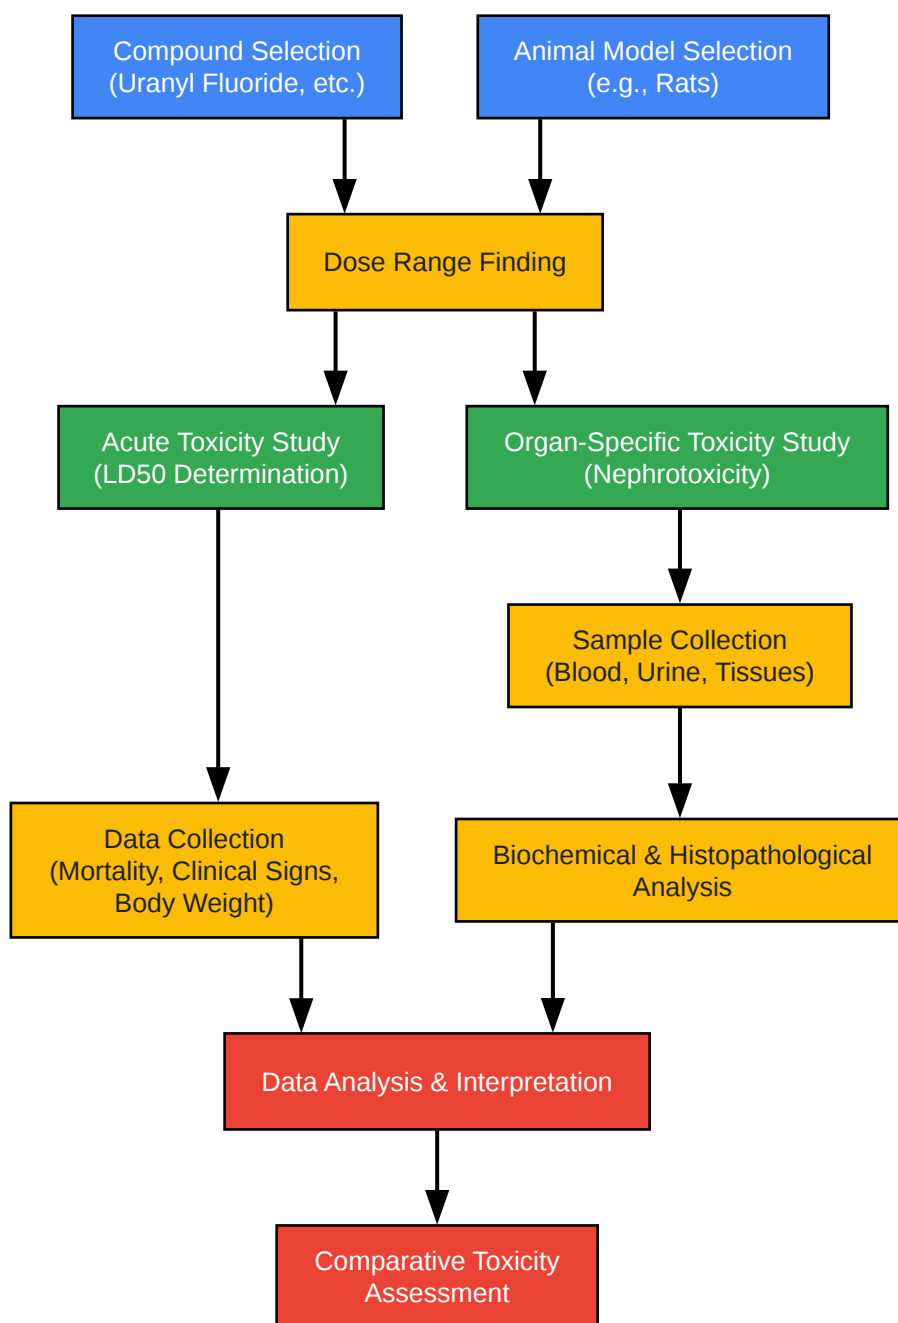 Compound Selection
(Uranyl Fluoride, etc.)
Animal Model Selection
(e.g., Rats)
Dose Range Finding
Acute Toxicity Study
(LD50 Determination)
Organ-Specific Toxicity Study
(Nephrotoxicity)
Sample Collection
(Blood, Urine, Tissues)
Data Collection
(Mortality, Clinical Signs,
Body Weight)
Biochemical & Histopathological
Analysis
Data Analysis & Interpretation
Comparative Toxicity
Assessment